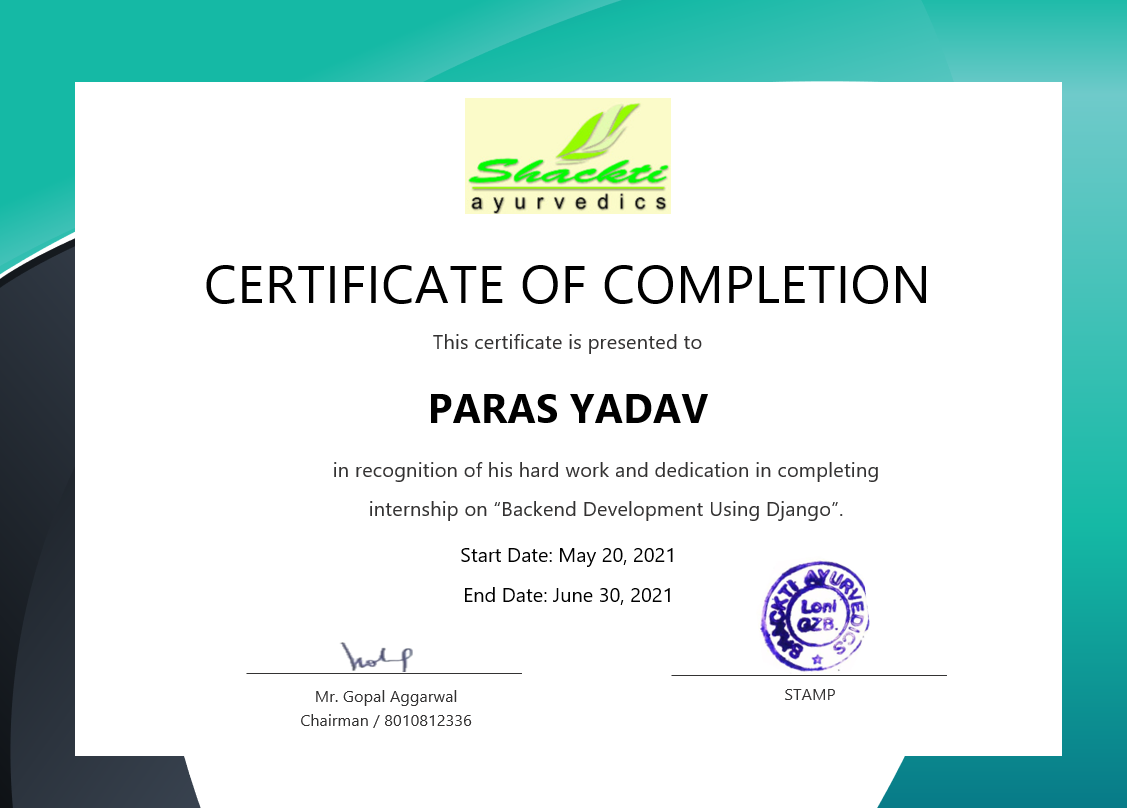 Shackti
ayurvedics
CERTIFICATE OF COMPLETION
This certificate is presented to
PARAS YADAV
in recognition of his hard work and dedication in completing
internship on “Backend Development Using Django”.
Start Date: May 20, 2021
End Date: June 30, 2021
SHACKTI AYURVEDICS
Loni
GZB.
Mr. Gopal Aggarwal
Chairman / 8010812336
STAMP